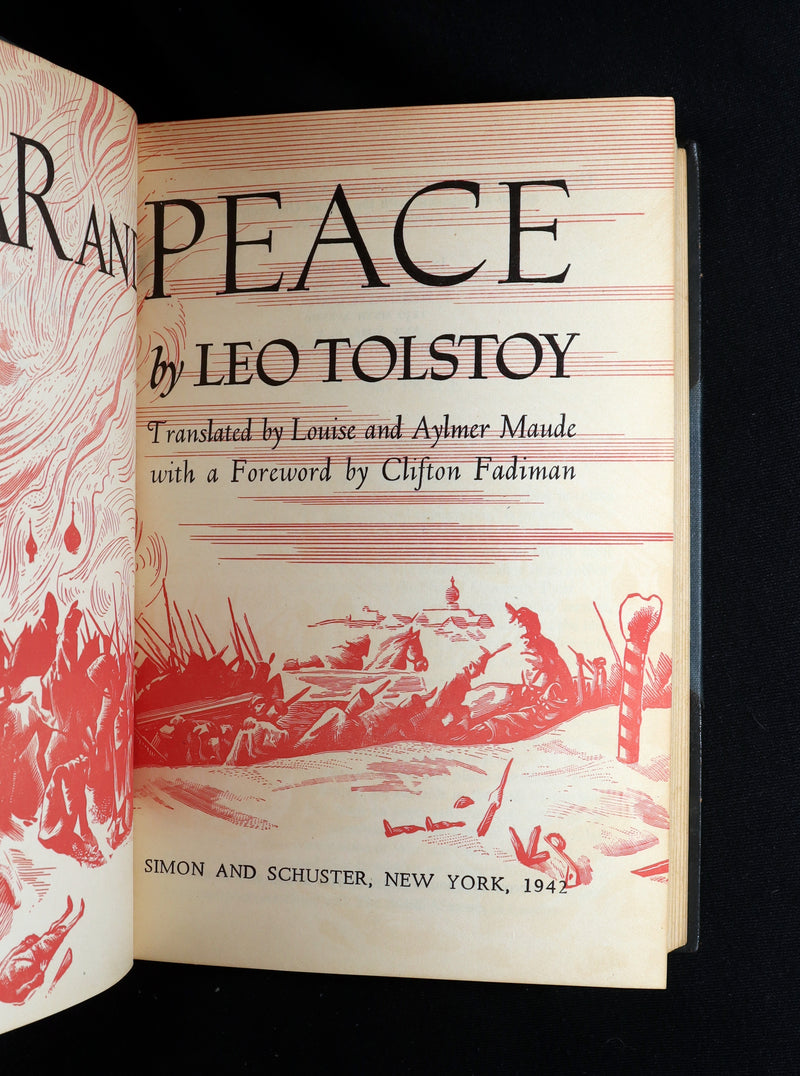 AR AND PEACE
by LEO TOLSTOY
Translated by Louise and Aylmer Maude
with a Foreword by Clifton Fadiman
SIMON AND SCHUSTER, NEW YORK, 1942